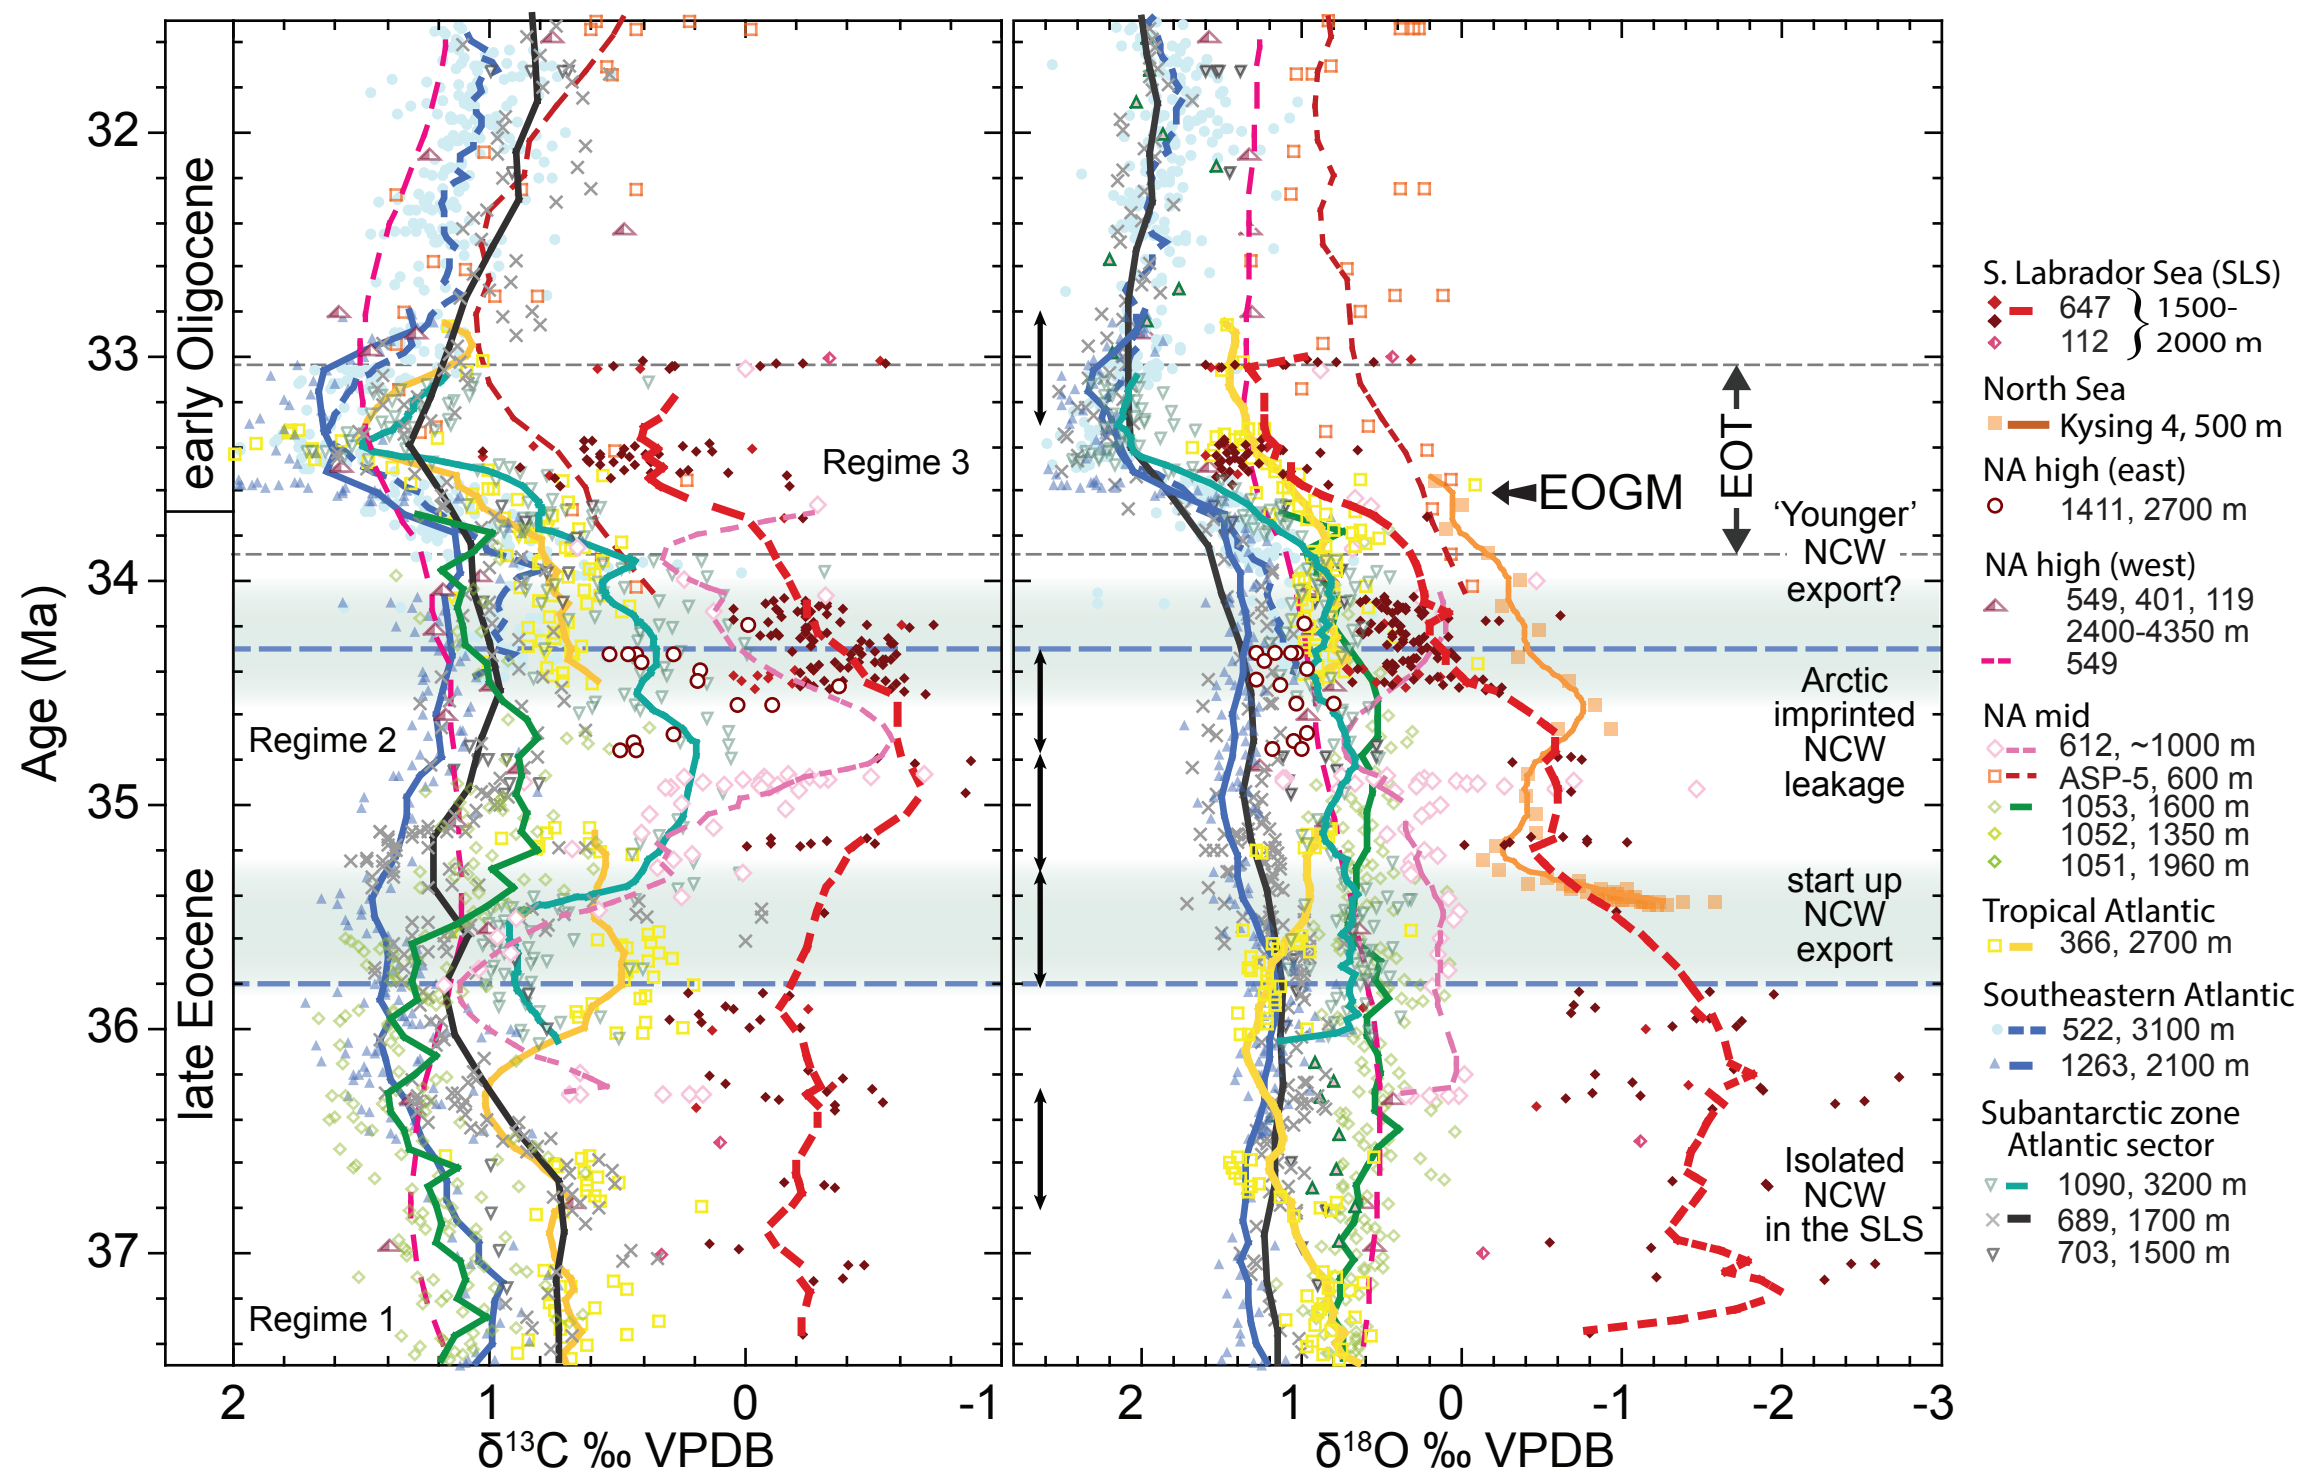 32
33
34
35
36
37
Age (Ma)
early Oligocene
late Eocene
Regime 3
Regime 2
Regime 1
2
1
0
-1
δ¹³C ‰ VPDB
EOGM
EOT
‘Younger’
NCW
export?
Arctic
imprinted
NCW
leakage
start up
NCW
export
Isolated
NCW
in the SLS
2
1
0
-1
-2
-3
δ¹⁸O ‰ VPDB
S. Labrador Sea (SLS)
647 } 1500-
112 2000 m
North Sea
Kysing 4, 500 m
NA high (east)
1411, 2700 m
NA high (west)
549, 401, 119
2400-4350 m
549
NA mid
612, ~1000 m
ASP-5, 600 m
1053, 1600 m
1052, 1350 m
1051, 1960 m
Tropical Atlantic
366, 2700 m
Southeastern Atlantic
522, 3100 m
1263, 2100 m
Subantarctic zone
Atlantic sector
1090, 3200 m
689, 1700 m
703, 1500 m